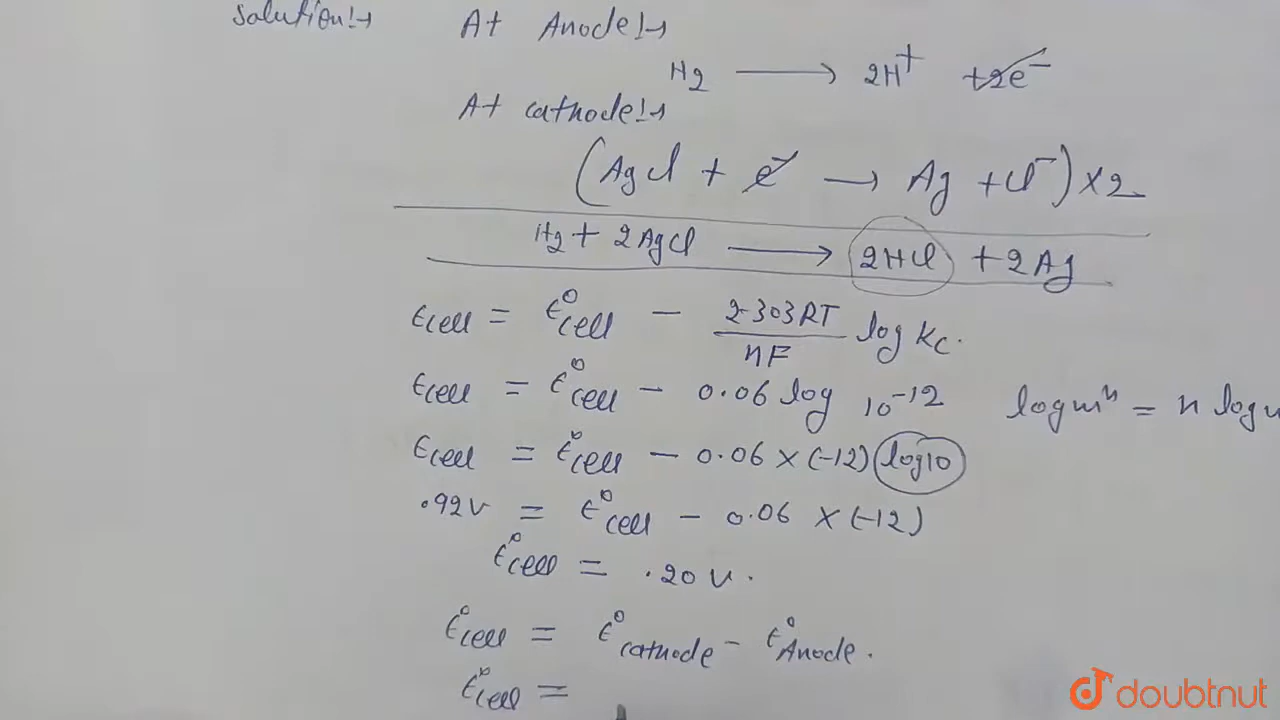 Solution:→ At Anode:→
H2 → 2H+ +2e-
At cathode:→
(AgCl + e- → Ag + Cl-) × 2
H2 + 2AgCl → 2HCl + 2Ag
Ecell = E°cell - 2.303RT/nF log Kc.
Ecell = E°cell - 0.06 log 10^-12 log m^n = n log
Ecell = E°cell - 0.06 × (-12) log10
.92V = E°cell - 0.06 × (-12)
E°cell = .20 V.
E°cell = E°cathode - E°Anode.
E°cell =
doubtnut